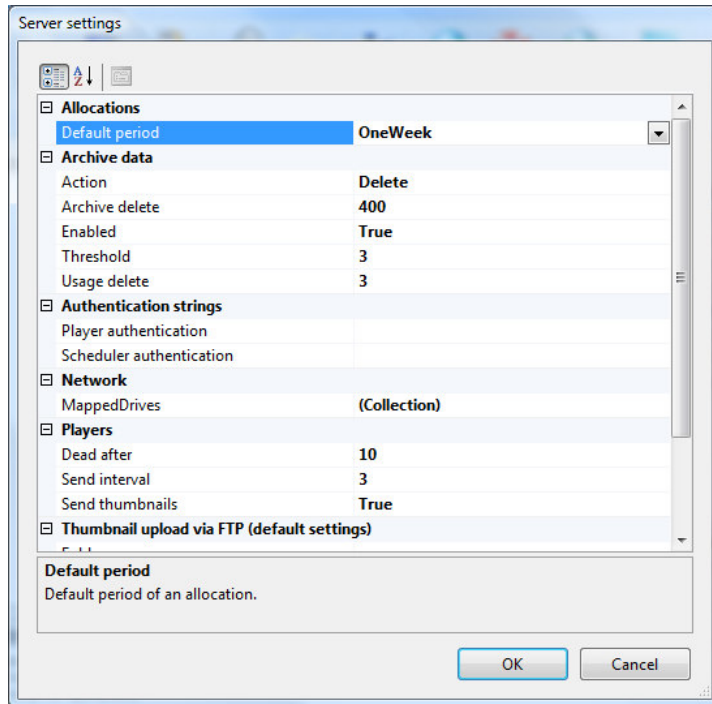 Server settings
Allocations
Default period OneWeek
Archive data
Action Delete
Archive delete 400
Enabled True
Threshold 3
Usage delete 3
Authentication strings
Player authentication
Scheduler authentication
Network
MappedDrives (Collection)
Players
Dead after 10
Send interval 3
Send thumbnails True
Thumbnail upload via FTP (default settings)
Default period
Default period of an allocation.
OK Cancel